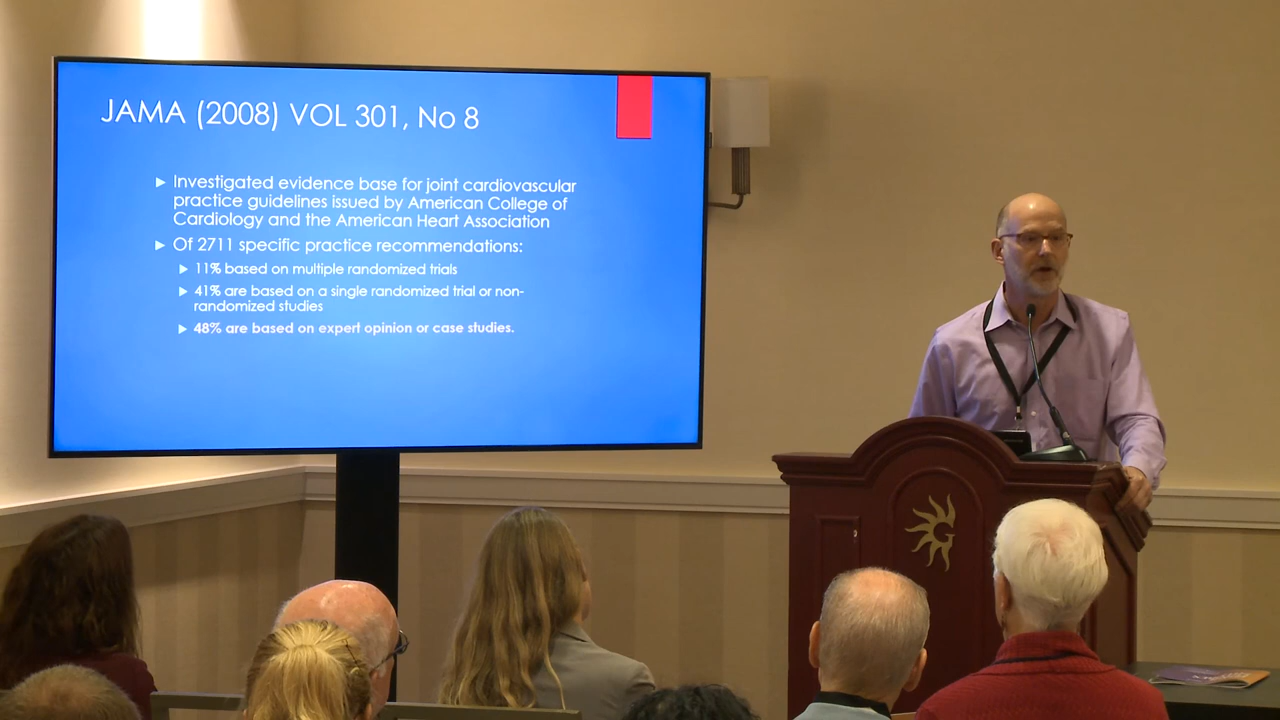 JAMA (2008) VOL 301, No 8
Investigated evidence base for joint cardiovascular
practice guidelines issued by American College of
Cardiology and the American Heart Association
Of 2711 specific practice recommendations:
11% based on multiple randomized trials
41% are based on a single randomized trial or non-
randomized studies
48% are based on expert opinion or case studies.